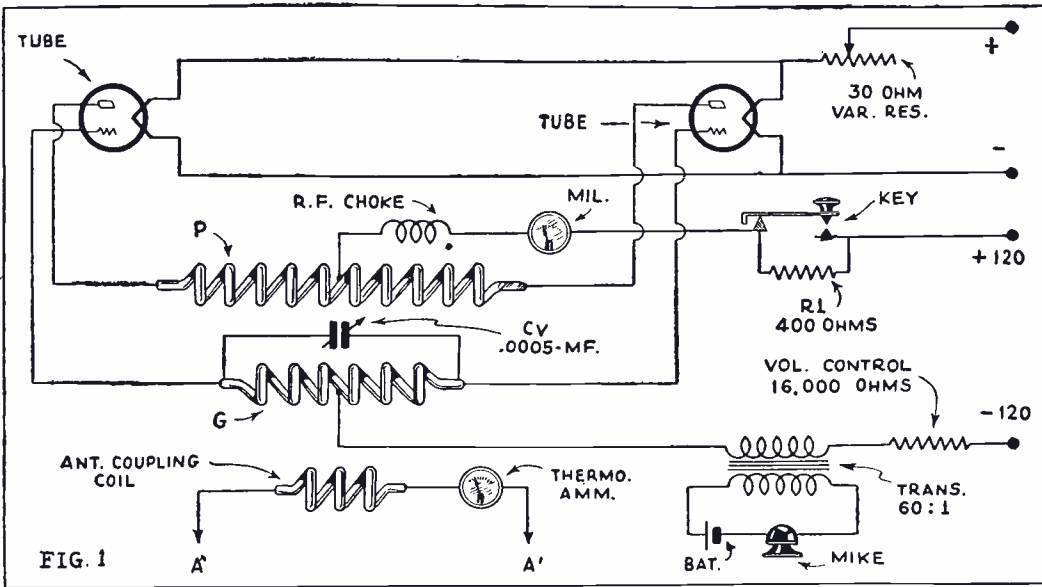 TUBE
+
30 OHM
VAR. RES.
TUBE
-
R.F. CHOKE
MIL.
KEY
P
+120
R1
400 OHMS
CV
.0005-MF.
VOL. CONTROL
16,000 OHMS
G
-120
ANT. COUPLING
COIL
THERMO.
AMM.
TRANS.
60:1
FIG. 1
A
A'
BAT.
MIKE